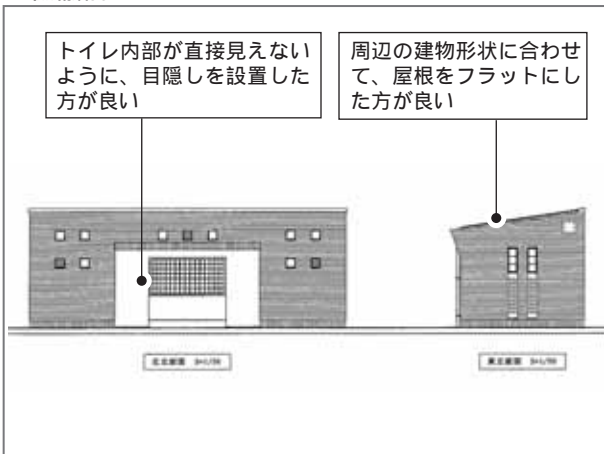 トイレ内部が直接見えない
ように、目隠しを設置した
方が良い
周辺の建物形状に合わせ
て、屋根をフラットにし
た方が良い